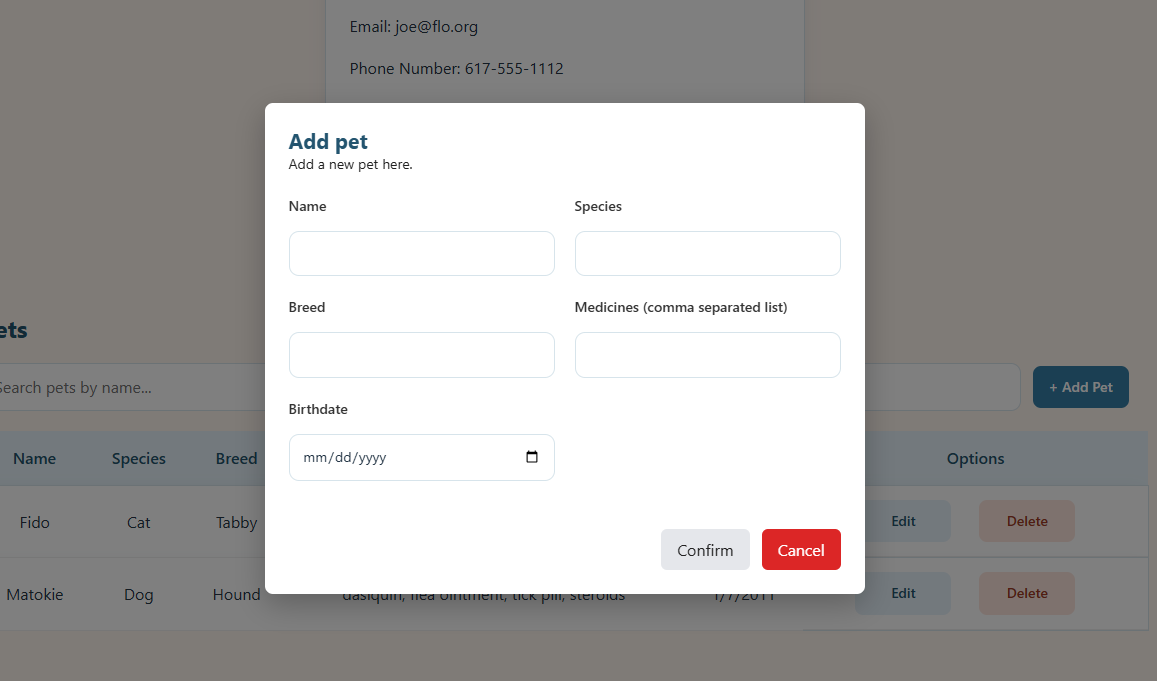 Email: joe@flo.org
Phone Number: 617-555-1112
Add pet
Add a new pet here.
Name Species
Breed Medicines (comma separated list)
Birthdate
mm/dd/yyyy
Confirm Cancel
ets
Search pets by name...
+ Add Pet
Name Species Breed Options
Fido Cat Tabby Edit Delete
Matokie Dog Hound dasiquin, flea ointment, tick pill, steroids 1/7/2011 Edit Delete